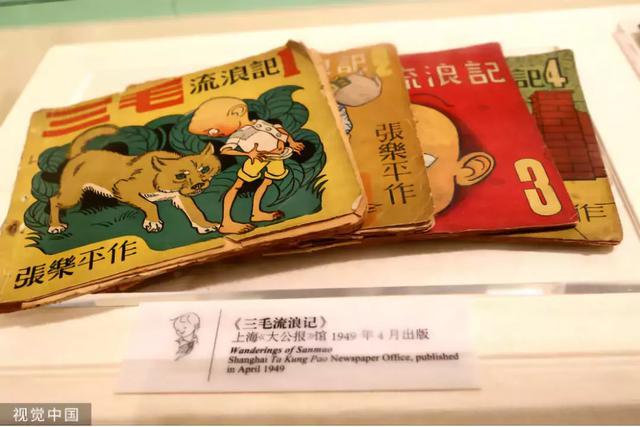 三毛流浪記1
張樂平作
記2
張樂平作
流浪記
3
記4
《三毛流浪记》
上海《大公报》馆 1949 年 4 月出版
Wanderings of Sanmao
Shanghai Ta Kung Pao Newspaper Office, published
in April 1949
视觉中国